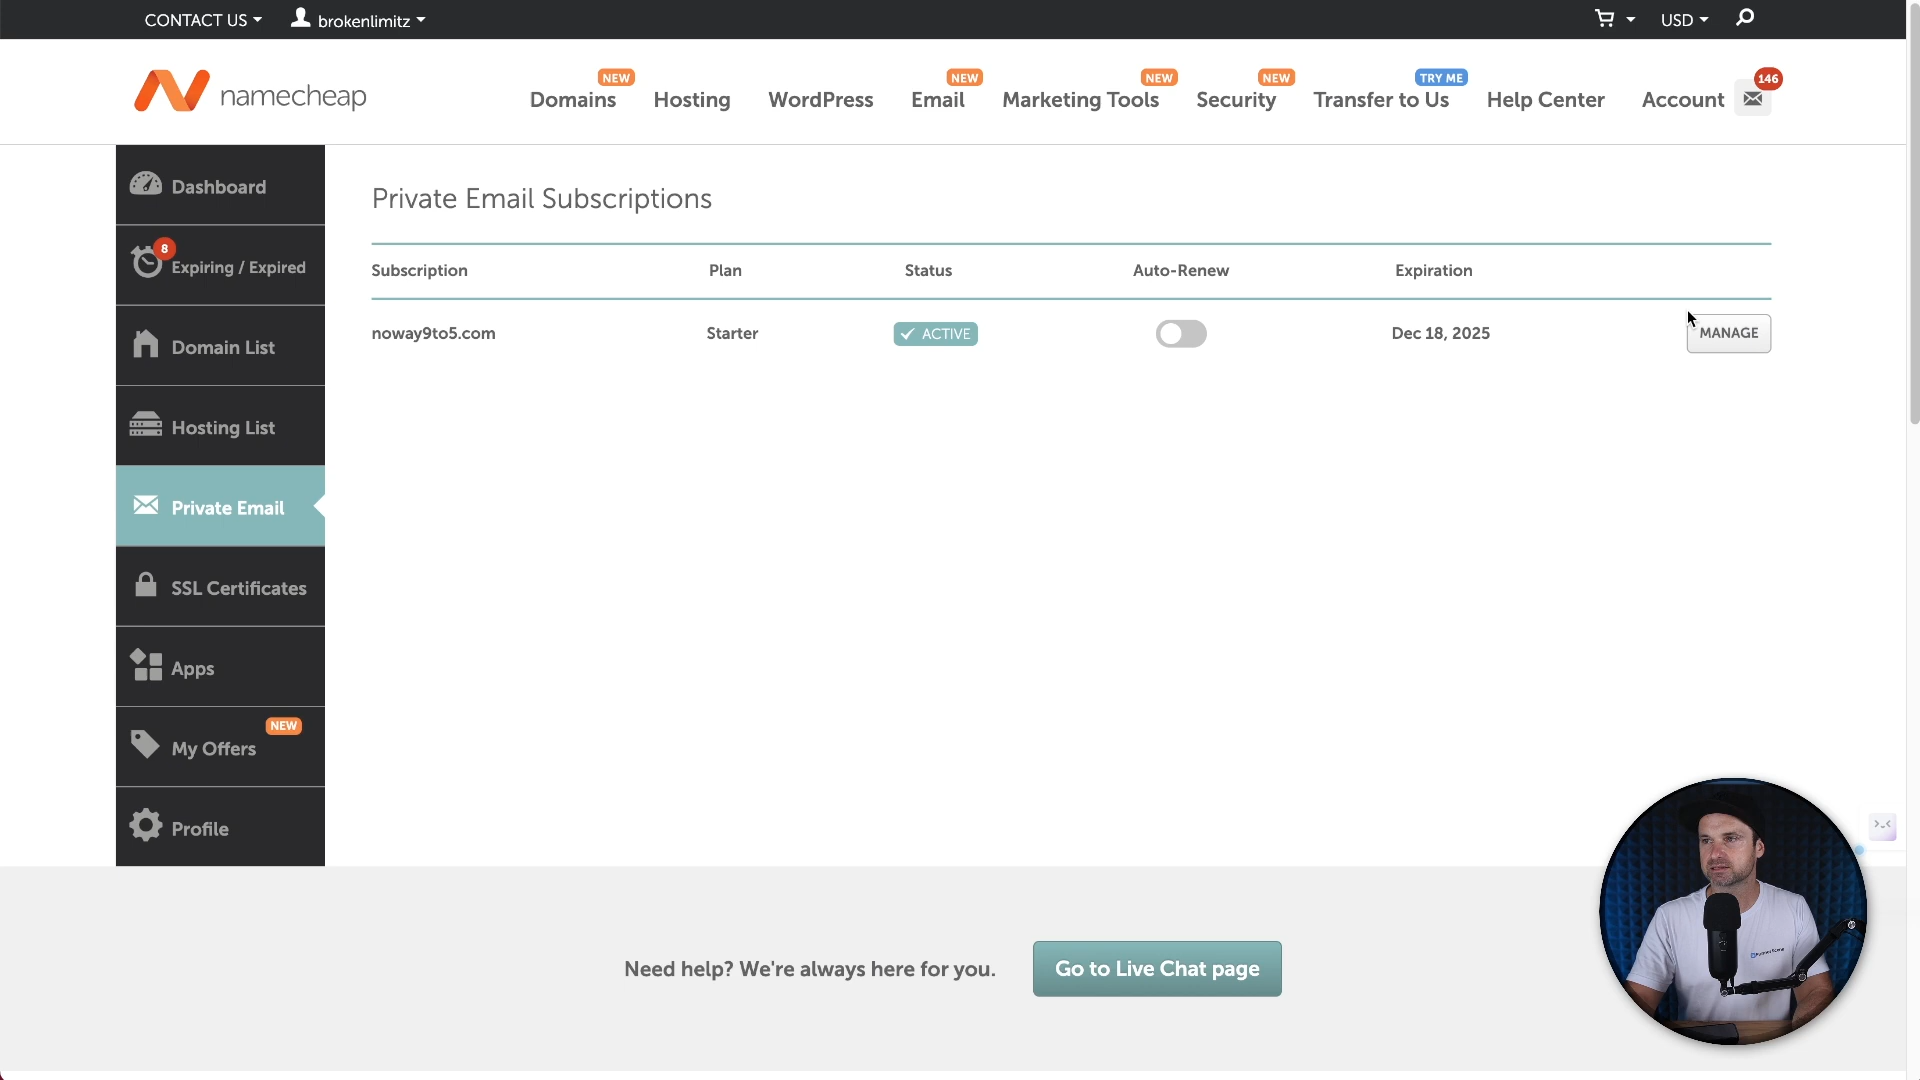 CONTACT US
brokenlimitz
USD
namecheap
NEW
NEW
NEW
NEW
TRY ME
146
Domains
Hosting
WordPress
Email
Marketing Tools
Security
Transfer to Us
Help Center
Account
Dashboard
8
Expiring / Expired
Domain List
Hosting List
Private Email
SSL Certificates
Apps
NEW
My Offers
Profile
Private Email Subscriptions
Subscription Plan Status Auto-Renew Expiration
noway9to5.com Starter ACTIVE Dec 18, 2025 MANAGE
Need help? We're always here for you.
Go to Live Chat page